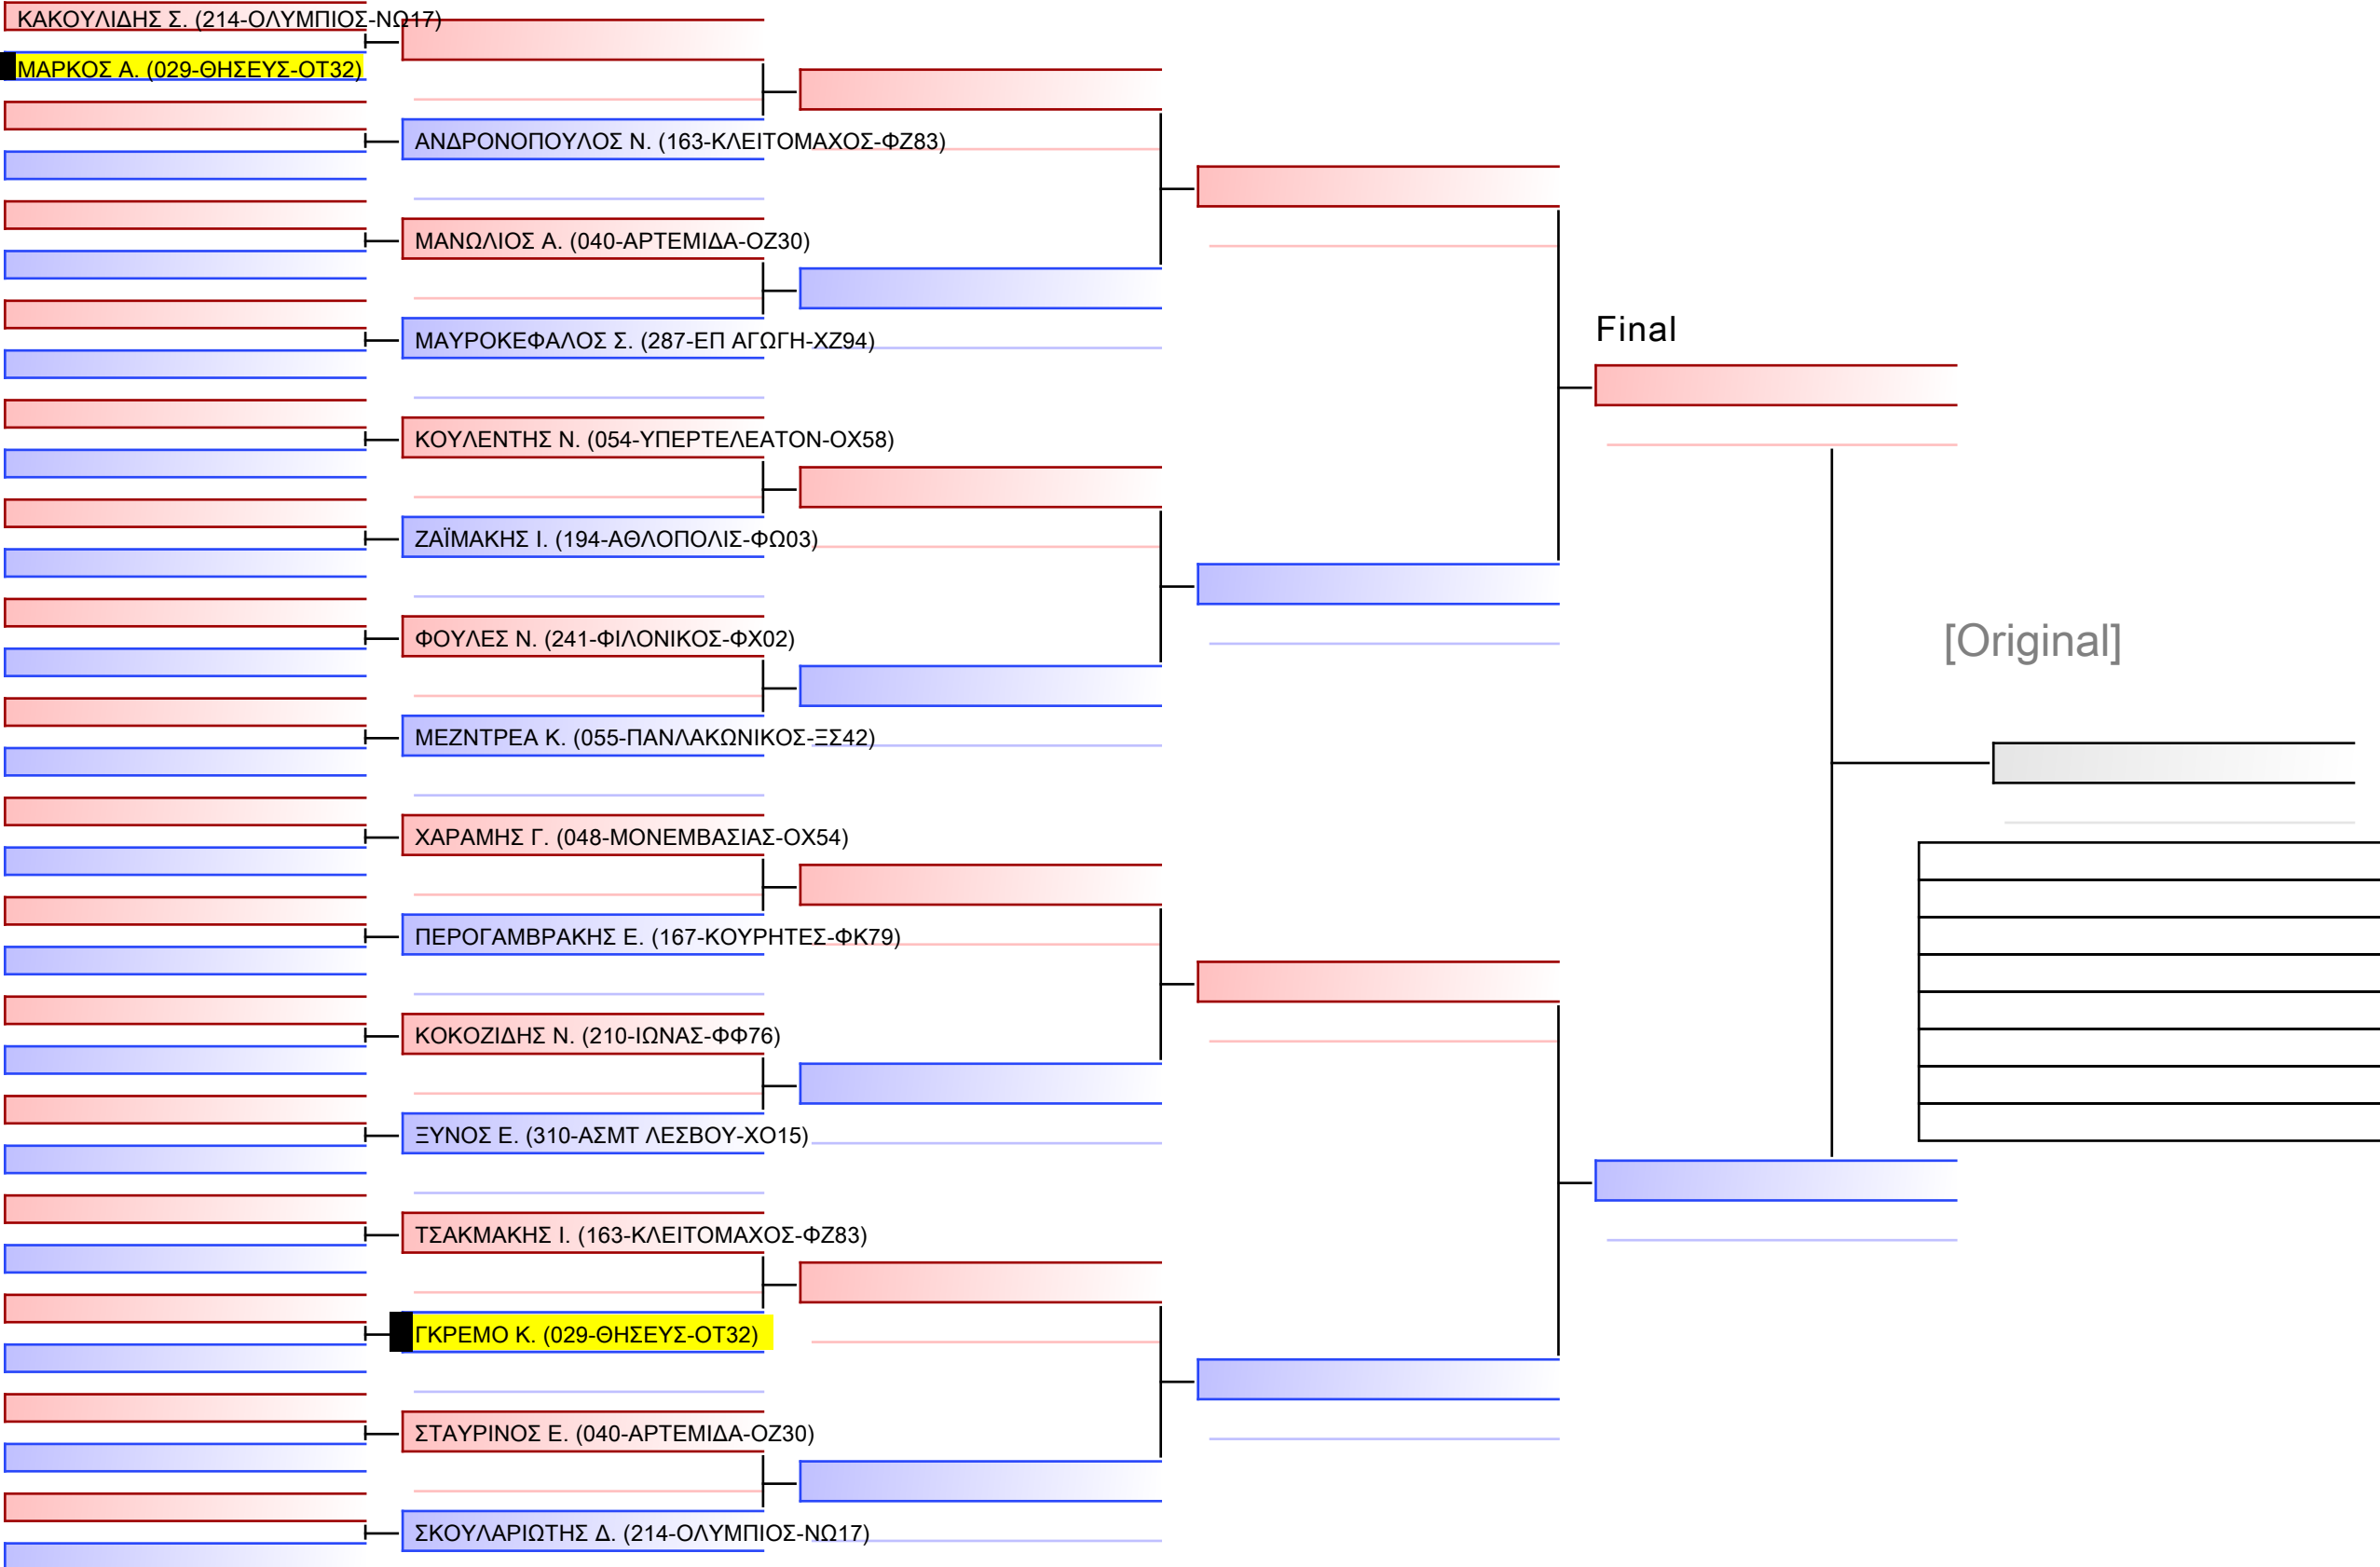 ΚΑΚΟΥΛΙΔΗΣ Σ. (214-ΟΛΥΜΠΙΟΣ-ΝΩ17)
ΜΑΡΚΟΣ Α. (029-ΘΗΣΕΥΣ-ΟΤ32)
ΑΝΔΡΟΝΟΠΟΥΛΟΣ Ν. (163-ΚΛΕΙΤΟΜΑΧΟΣ-ΦΖ83)
ΜΑΝΩΛΙΟΣ Α. (040-ΑΡΤΕΜΙΔΑ-ΟΖ30)
ΜΑΥΡΟΚΕΦΑΛΟΣ Σ. (287-ΕΠ ΑΓΩΓΗ-ΧΖ94)
ΚΟΥΛΕΝΤΗΣ Ν. (054-ΥΠΕΡΤΕΛΕΑΤΟΝ-ΟΧ58)
ΖΑΪΜΑΚΗΣ Ι. (194-ΑΘΛΟΠΟΛΙΣ-ΦΩ03)
ΦΟΥΛΕΣ Ν. (241-ΦΙΛΟΝΙΚΟΣ-ΦΧ02)
ΜΕΖΝΤΡΕΑ Κ. (055-ΠΑΝΛΑΚΩΝΙΚΟΣ-ΞΣ42)
ΧΑΡΑΜΗΣ Γ. (048-ΜΟΝΕΜΒΑΣΙΑΣ-ΟΧ54)
ΠΕΡΟΓΑΜΒΡΑΚΗΣ Ε. (167-ΚΟΥΡΗΤΕΣ-ΦΚ79)
ΚΟΚΟΖΙΔΗΣ Ν. (210-ΙΩΝΑΣ-ΦΦ76)
ΞΥΝΟΣ Ε. (310-ΑΣΜΤ ΛΕΣΒΟΥ-ΧΟ15)
ΤΣΑΚΜΑΚΗΣ Ι. (163-ΚΛΕΙΤΟΜΑΧΟΣ-ΦΖ83)
ΓΚΡΕΜΟ Κ. (029-ΘΗΣΕΥΣ-ΟΤ32)
ΣΤΑΥΡΙΝΟΣ Ε. (040-ΑΡΤΕΜΙΔΑ-ΟΖ30)
ΣΚΟΥΛΑΡΙΩΤΗΣ Δ. (214-ΟΛΥΜΠΙΟΣ-ΝΩ17)
Final
[Original]